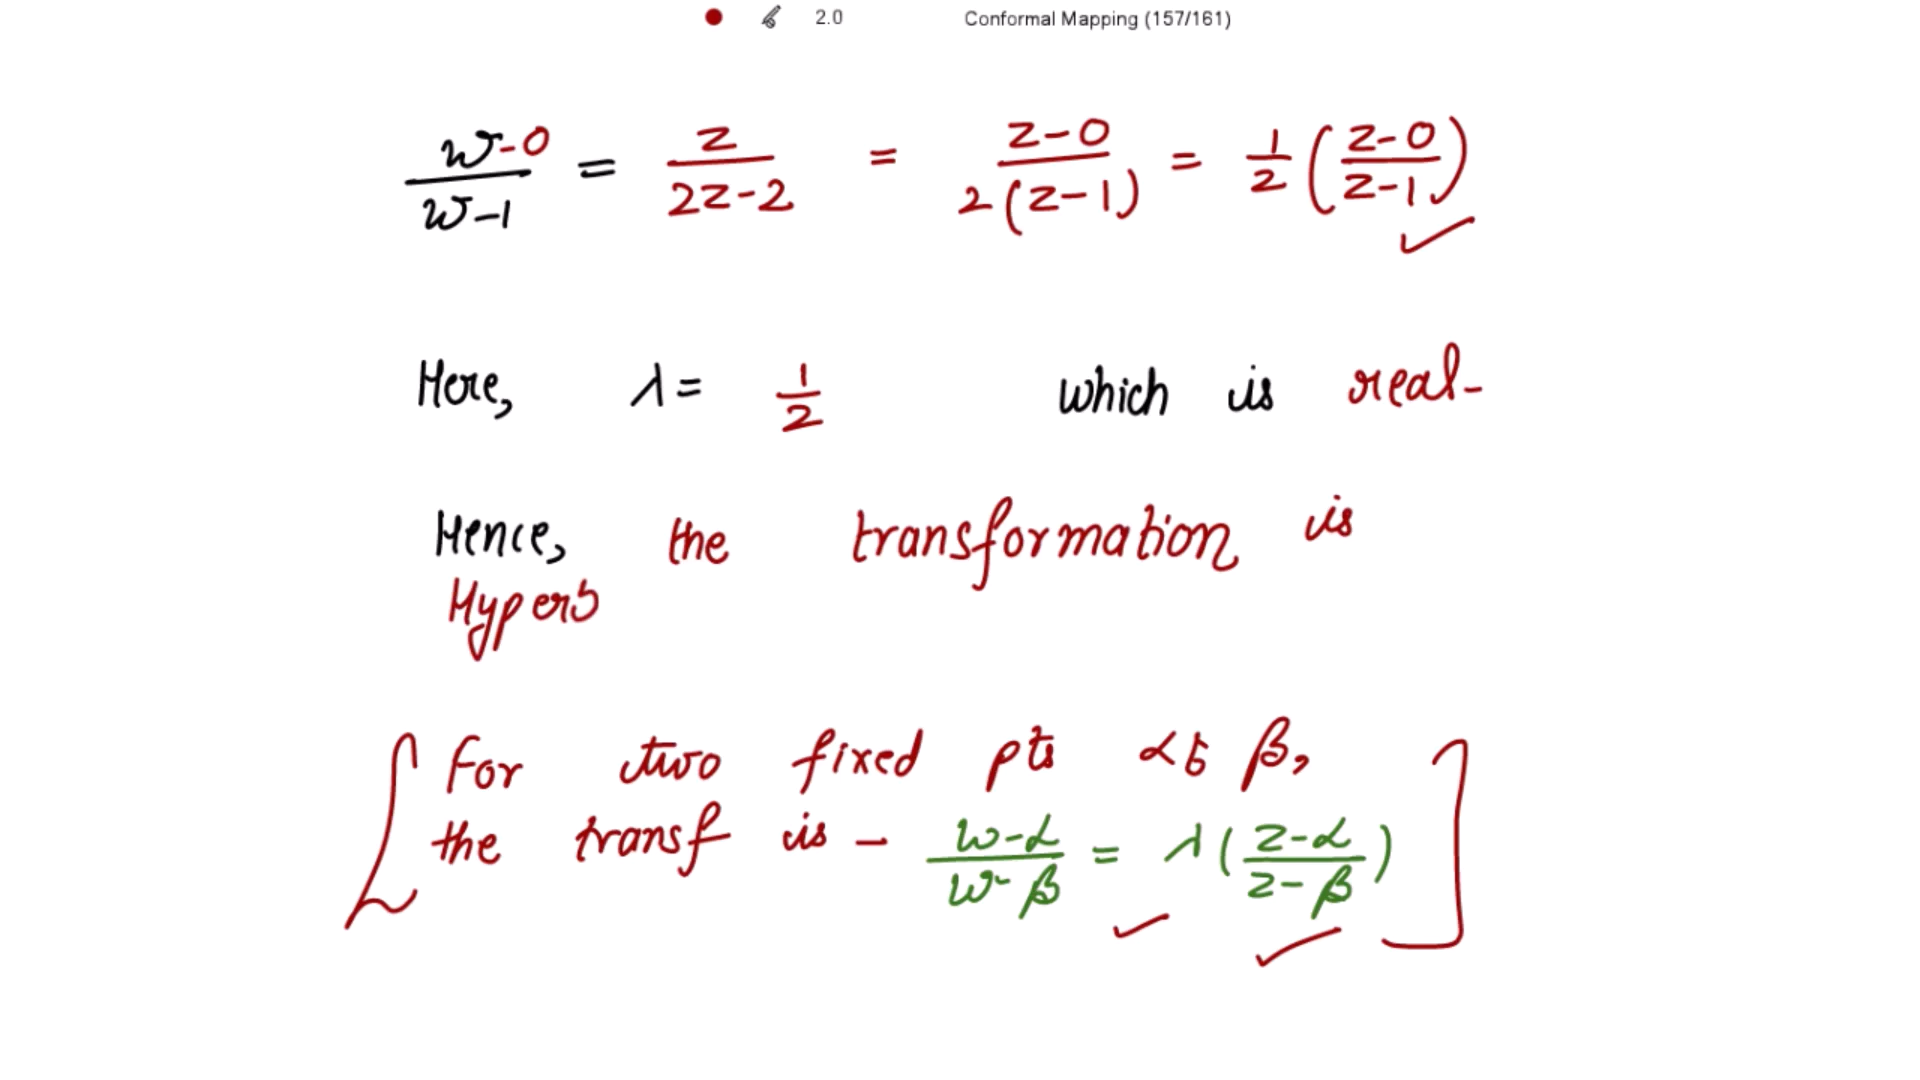 2.0 Conformal Mapping (157/161)
w-0/w-1 = z/2z-2 = z-0/2(z-1) = 1/2 (z-0/z-1)
Here, λ = 1/2 which is real-
Hence, the transformation is
Hyperb
[For two fixed pts α & β,
the transf is - w-α/w-β = λ(z-α/z-β)]